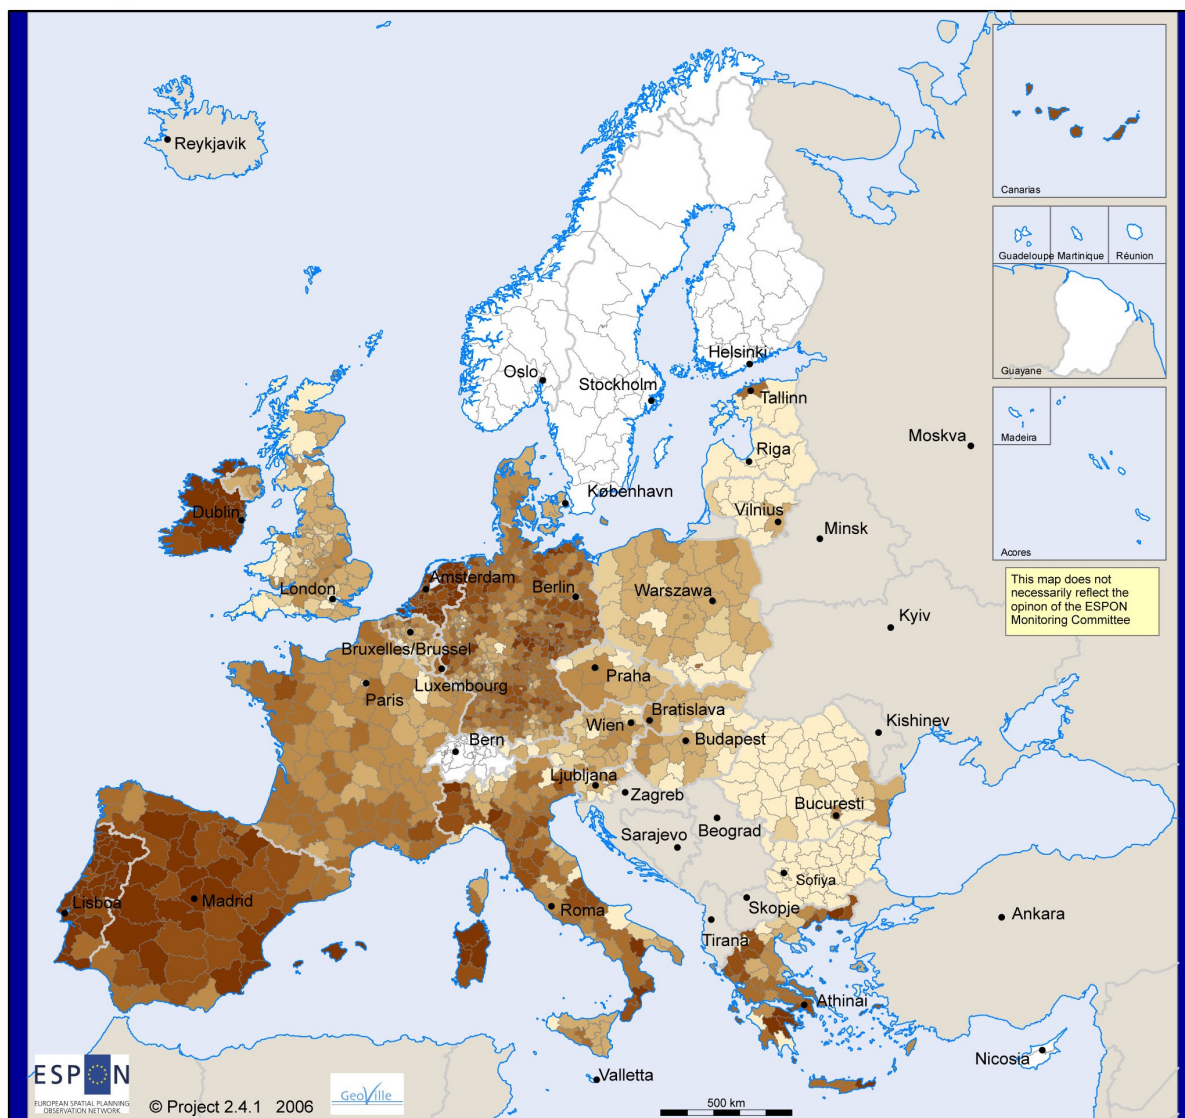 Reykjavik
Canarias
Guadeloupe
Martinique
Réunion
Guayane
Madeira
Acores
This map does not
necessarily reflect the
opinon of the ESPON
Monitoring Committee
Helsinki
Oslo
Stockholm
Tallinn
Moskva
Riga
København
Vilnius
Minsk
Dublin
London
Amsterdam
Berlin
Warszawa
Kyiv
Bruxelles/Brussel
Luxembourg
Praha
Paris
Bratislava
Wien
Kishinev
Bern
Budapest
Ljubljana
Zagreb
Bucuresti
Beograd
Sarajevo
Sofiya
Lisboa
Madrid
Roma
Skopje
Ankara
Tirana
Athinai
Nicosia
Valletta
ESPON
EUROPEAN SPATIAL PLANNING
OBSERVATION NETWORK
© Project 2.4.1 2006
GeoVille
500 km